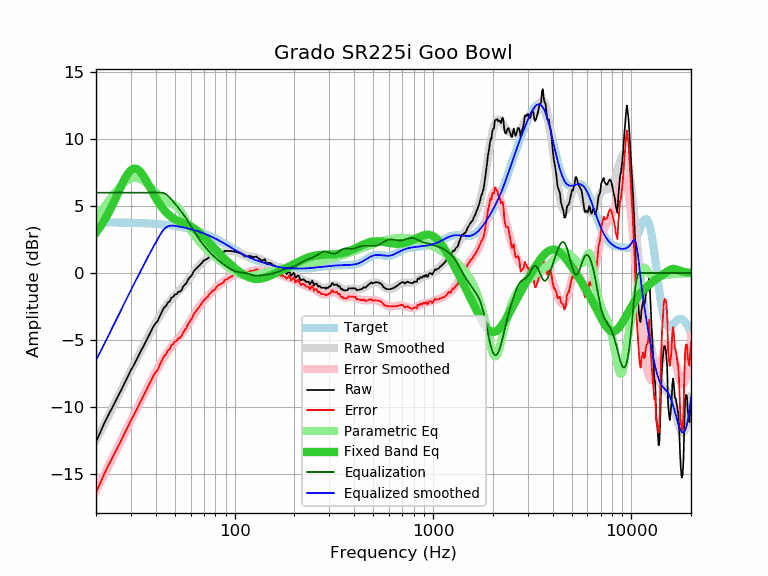 Grado SR225i Goo Bowl
Amplitude (dBr)
15
10
5
0
−5
−10
−15
Target
Raw Smoothed
Error Smoothed
Raw
Error
Parametric Eq
Fixed Band Eq
Equalization
Equalized smoothed
100
1000
10000
Frequency (Hz)